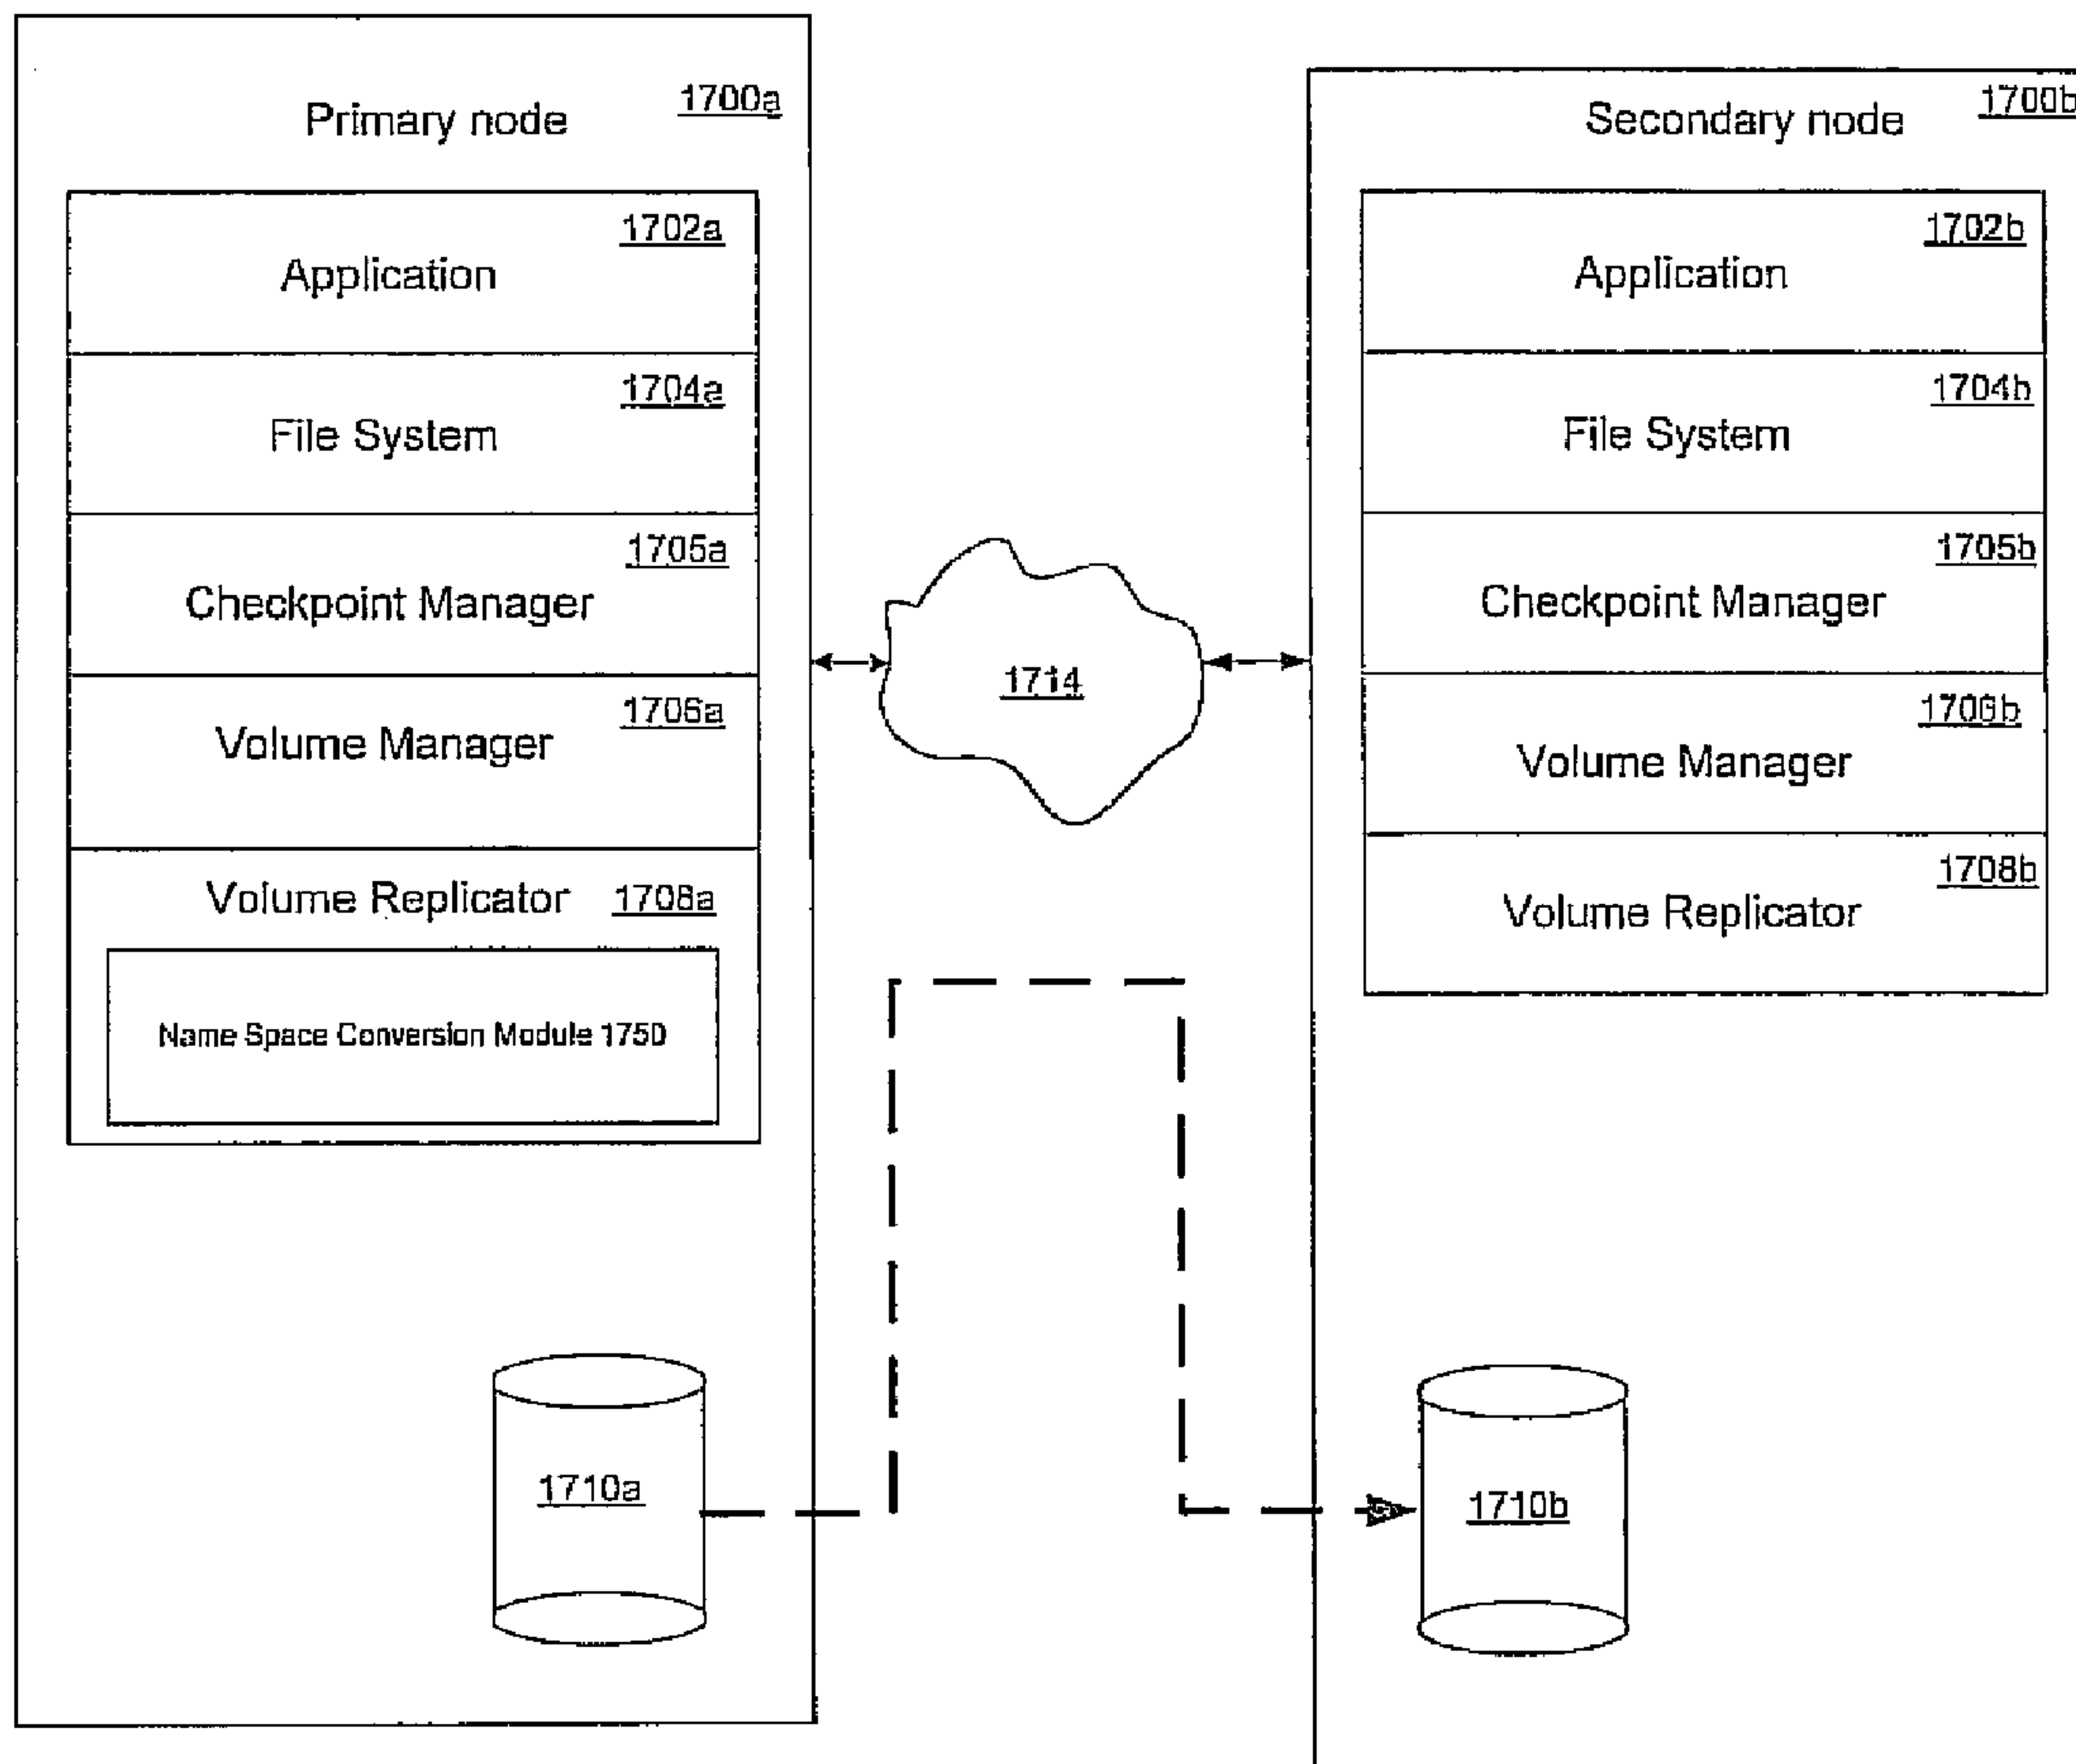 Primary node 1700a
1702a
Application
1704a
File System
1705a
Checkpoint Manager
1706a
Volume Manager
Volume Replicator 1708a
Name Space Conversion Module 1750
1710a
1714
Secondary node 1700b
1702b
Application
1704b
File System
1705b
Checkpoint Manager
1706b
Volume Manager
1708b
Volume Replicator
1710b